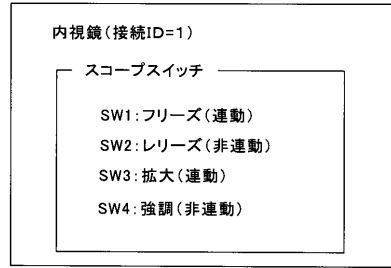 内視鏡(接続ID=1)
スコープスイッチ
SW1:フリーズ(連動)
SW2:レリーズ(非連動)
SW3:拡大(連動)
SW4:強調(非連動)